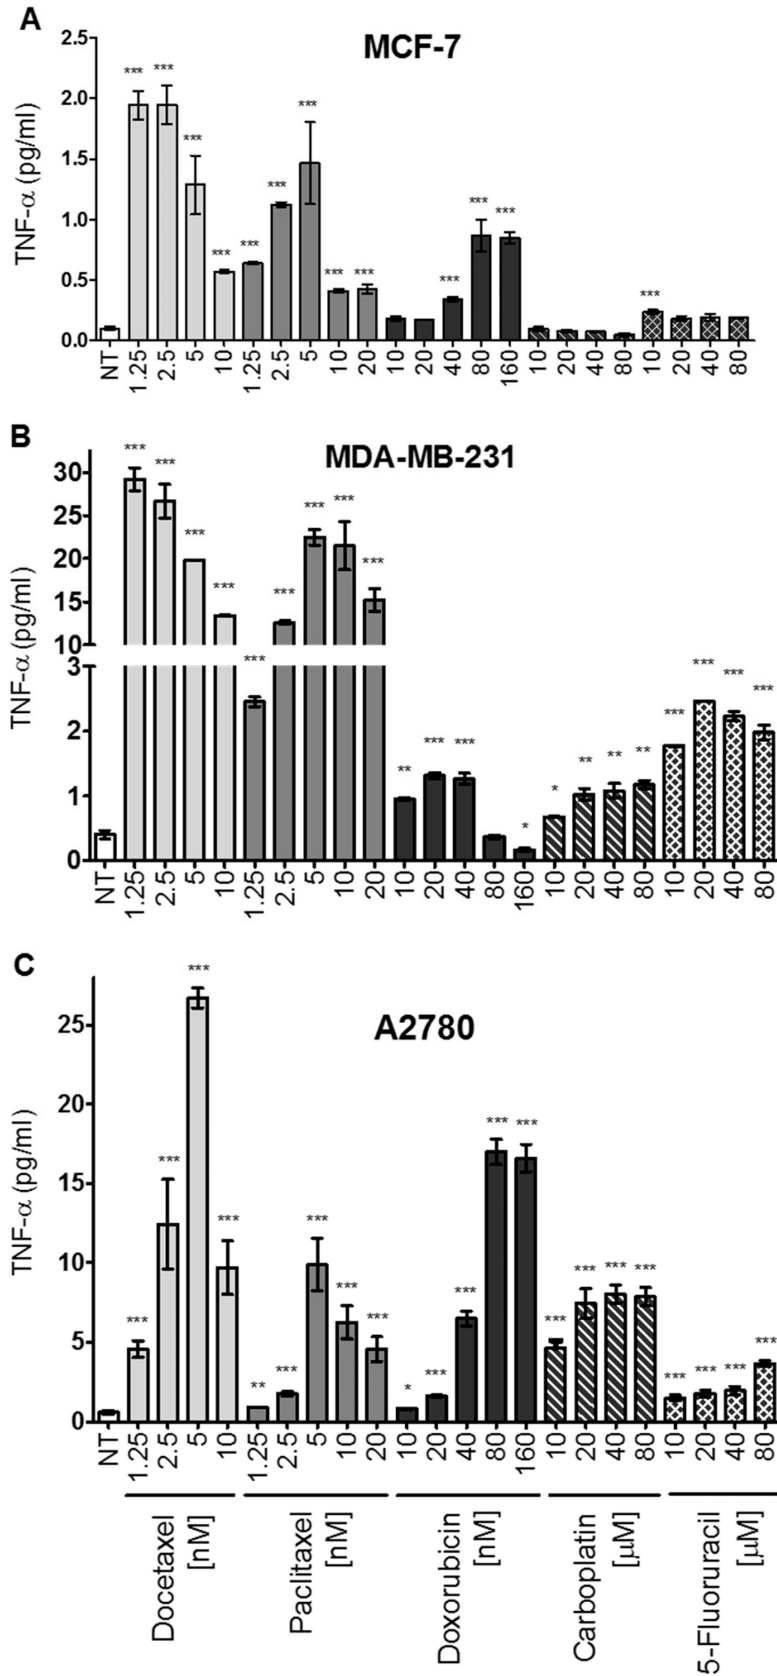 A
MCF-7
TNF-α (pg/ml)
2.5
2.0
1.5
1.0
0.5
0.0
*** *** *** *** *** *** *** *** *** *** *** *** ***
NT 1.25 2.5 5 10 1.25 2.5 5 10 20 10 20 40 80 160 10 20 40 80 10 20 40 80
B
MDA-MB-231
TNF-α (pg/ml)
30
25
20
15
10
3
2
1
0
*** *** *** *** *** *** *** *** *** ** *** *** * * ** ** ** *** *** *** ***
NT 1.25 2.5 5 10 1.25 2.5 5 10 20 10 20 40 80 160 10 20 40 80 10 20 40 80
C
A2780
TNF-α (pg/ml)
25
20
15
10
5
0
*** *** *** *** ** *** *** *** *** * *** *** *** *** *** *** *** *** *** *** *** ***
NT 1.25 2.5 5 10 1.25 2.5 5 10 20 10 20 40 80 160 10 20 40 80 10 20 40 80
Docetaxel
[nM]
Paclitaxel
[nM]
Doxorubicin
[nM]
Carboplatin
[µM]
5-Fluoruracil
[µM]